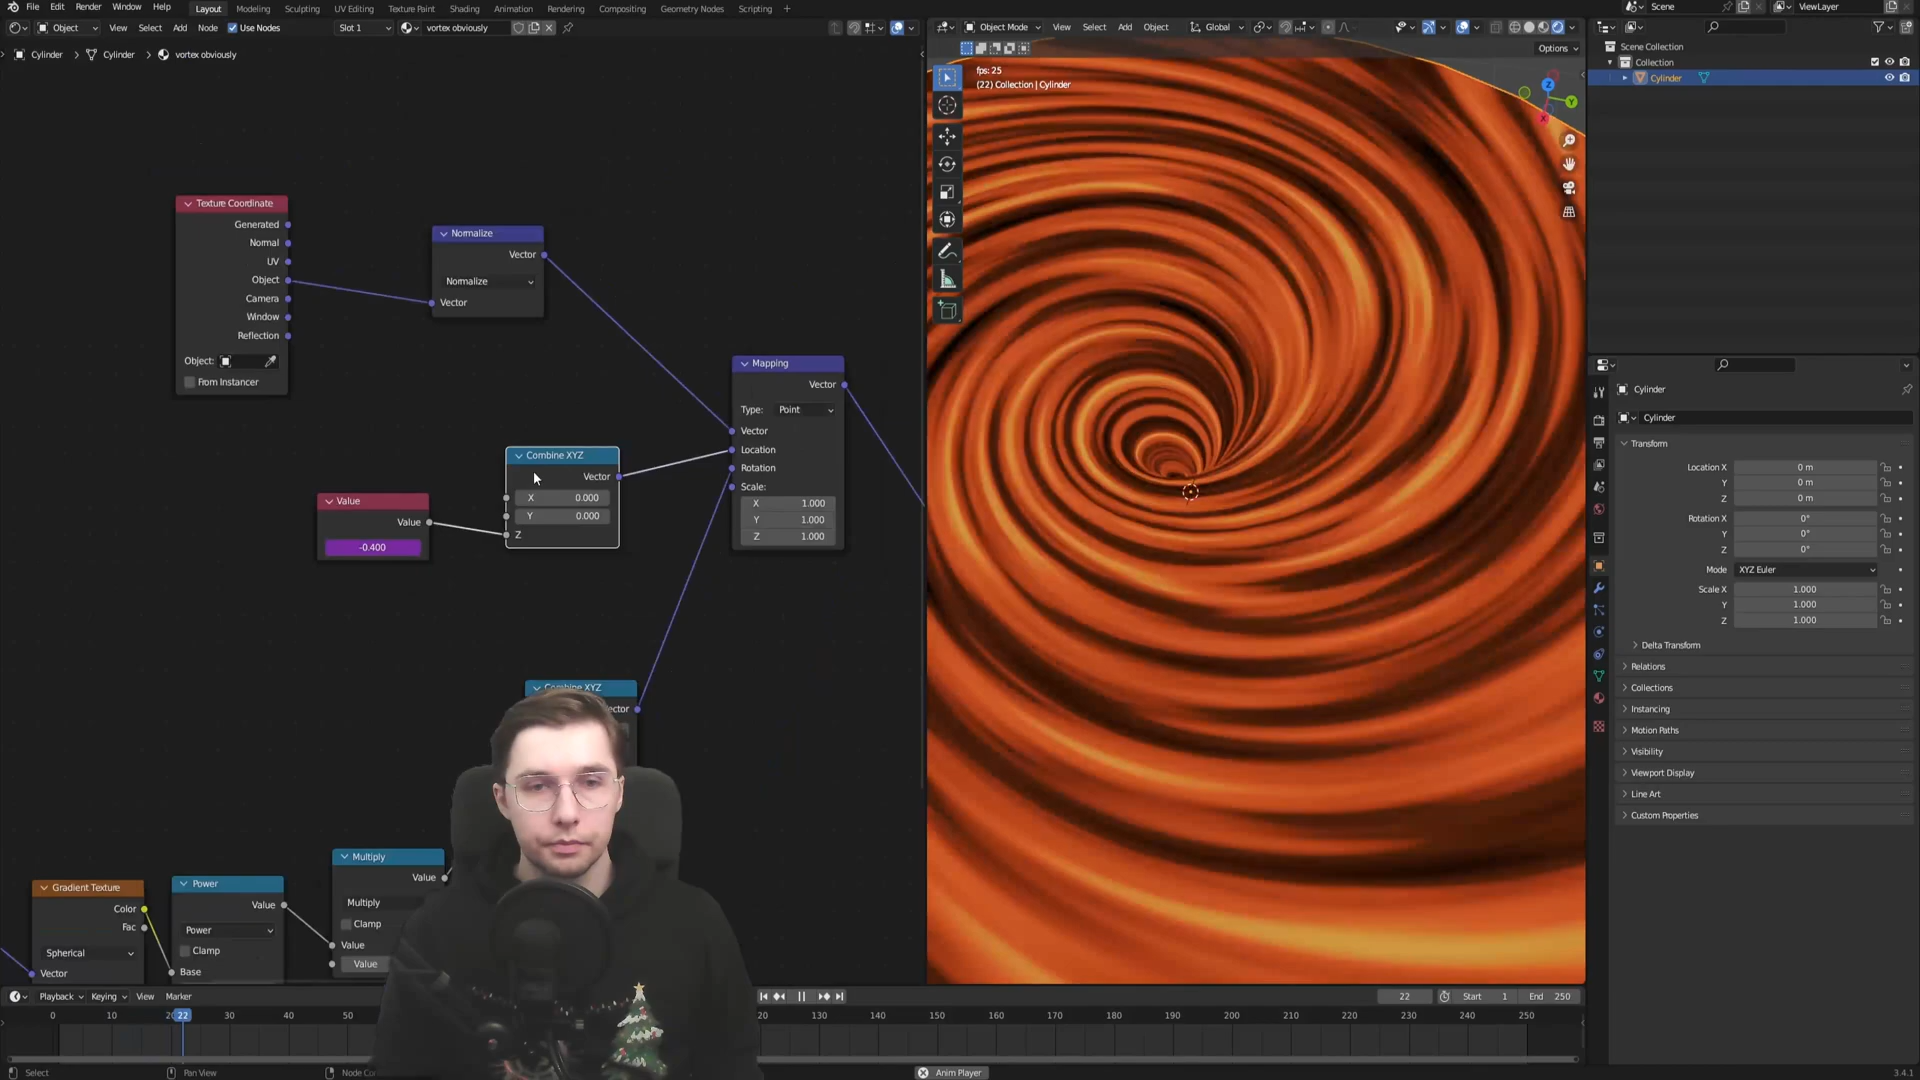 File Edit Render Window Help Layout Modeling Sculpting UV Editing Texture Paint Shading Animation Rendering Compositing Geometry Nodes Scripting + Scene ViewLayer
Object View Select Add Node Use Nodes Slot 1 vortex obviously
Object Mode View Select Add Object Global
Options
Cylinder Cylinder vortex obviously
fps: 25
(22) Collection | Cylinder
Z
Y
X
Scene Collection
Collection
Cylinder
Texture Coordinate
Generated
Normal
UV
Object
Camera
Window
Reflection
Object:
From Instancer
Normalize
Vector
Normalize
Vector
Mapping
Vector
Type: Point
Vector
Location
Rotation
Scale:
X 1.000
Y 1.000
Z 1.000
Combine XYZ
Vector
X 0.000
Y 0.000
Z
Value
Value
-0.400
Combine XYZ
Vector
Multiply
Value
Multiply
Clamp
Value
Value
Gradient Texture
Color
Fac
Spherical
Vector
Power
Value
Power
Clamp
Base
Cylinder
Cylinder
Transform
Location X 0 m
Y 0 m
Z 0 m
Rotation X 0°
Y 0°
Z 0°
Mode XYZ Euler
Scale X 1.000
Y 1.000
Z 1.000
Delta Transform
Relations
Collections
Instancing
Motion Paths
Visibility
Viewport Display
Line Art
Custom Properties
Playback Keying View Marker
22 Start 1 End 250
0 10 22 30 40 50 130 140 150 160 170 180 190 200 210 220 230 240 250
Select Pan View Anim Player 3.4.1